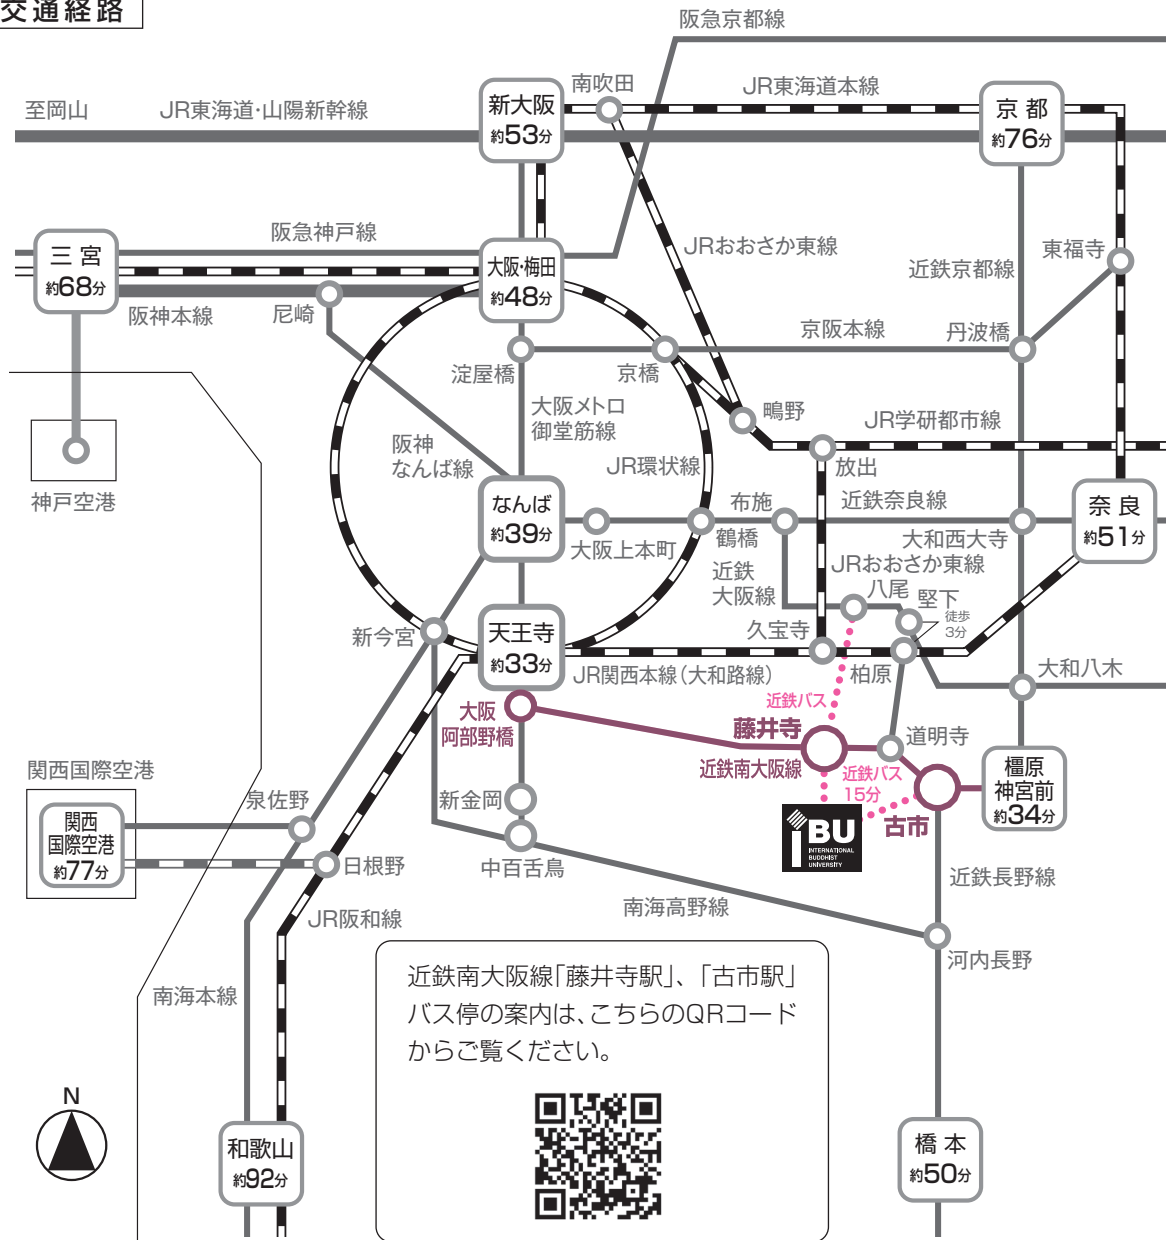 交通経路
阪急京都線
至岡山
JR東海道・山陽新幹線
新大阪
約53分
南吹田
JR東海道本線
京都
約76分
三宮
約68分
阪急神戸線
大阪・梅田
約48分
JRおおさか東線
近鉄京都線
東福寺
阪神本線
尼崎
淀屋橋
京橋
京阪本線
丹波橋
大阪メトロ
御堂筋線
阪神
なんば線
JR環状線
鴫野
JR学研都市線
放出
神戸空港
なんば
約39分
大阪上本町
鶴橋
布施
近鉄奈良線
大和西大寺
奈良
約51分
近鉄
大阪線
JRおおさか東線
八尾
堅下
徒歩
3分
新今宮
天王寺
約33分
久宝寺
柏原
JR関西本線(大和路線)
大和八木
大阪
阿部野橋
近鉄バス
藤井寺
近鉄南大阪線
道明寺
近鉄バス
15分
古市
橿原
神宮前
約34分
関西国際空港
関西
国際空港
約77分
泉佐野
日根野
新金岡
中百舌鳥
iBU
INTERNATIONAL
BUDDHIST
UNIVERSITY
近鉄長野線
JR阪和線
南海高野線
河内長野
南海本線
近鉄南大阪線「藤井寺駅」、「古市駅」
バス停の案内は、こちらのQRコード
からご覧ください。
N
和歌山
約92分
橋本
約50分